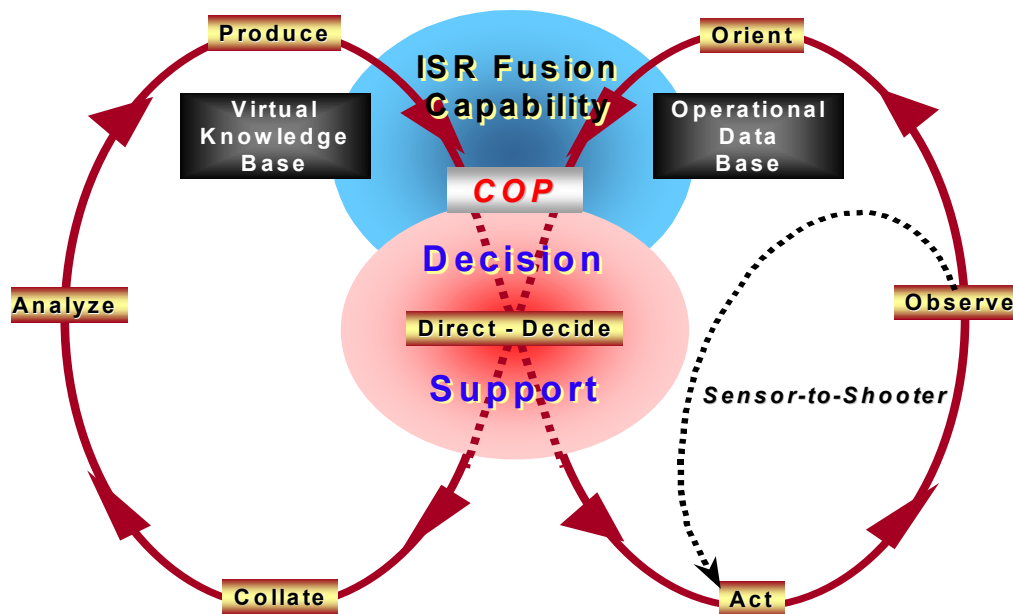 Produce
Orient
ISR Fusion
Capability
Virtual
Knowledge
Base
Operational
Data
Base
COP
Decision
Analyze
Observe
Direct - Decide
Support
Sensor-to-Shooter
Collate
Act